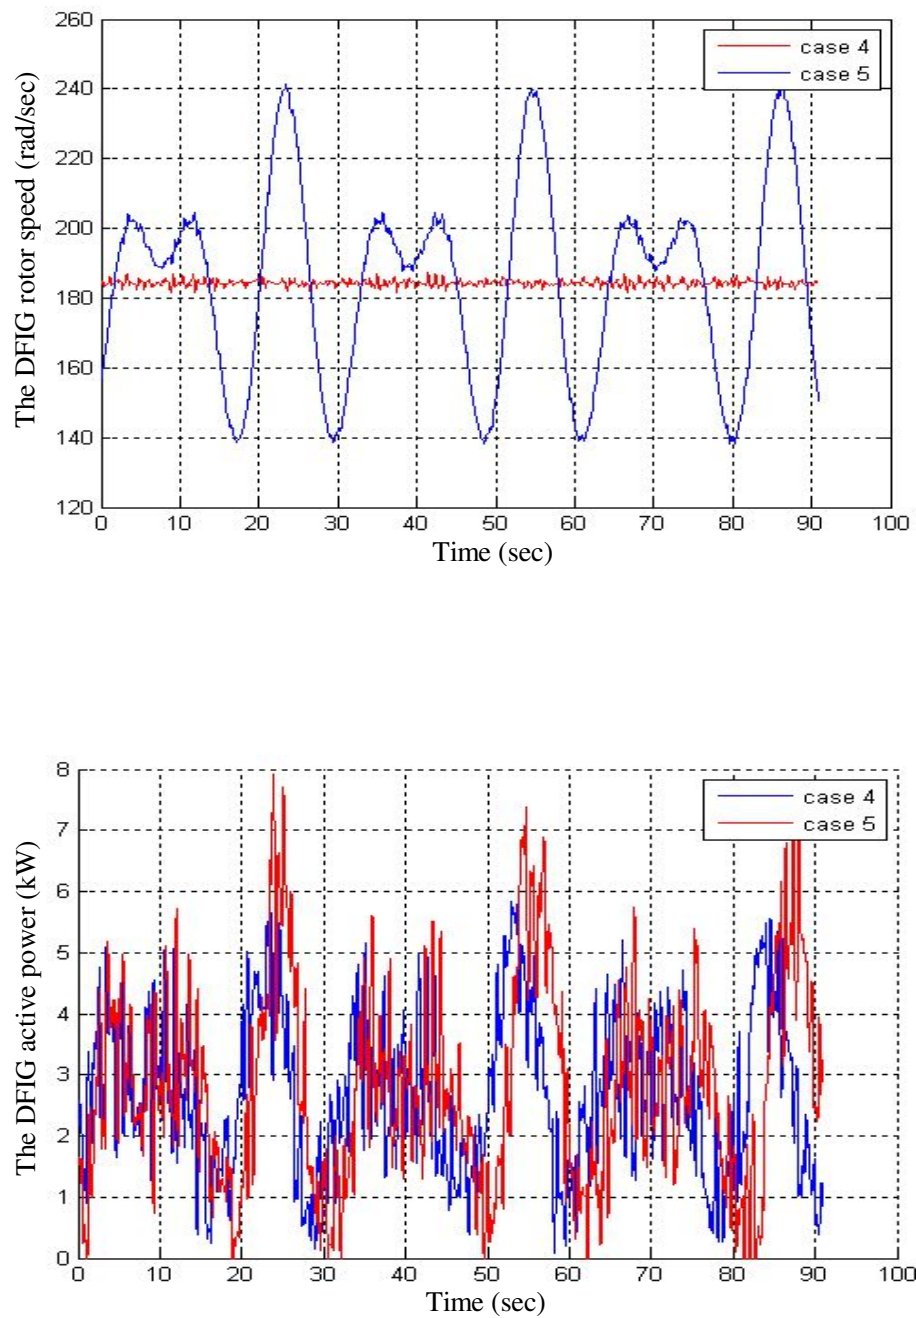 260
240
220
200
180
160
140
120
The DFIG rotor speed (rad/sec)
case 4
case 5
0 10 20 30 40 50 60 70 80 90 100
Time (sec)
8
7
6
5
4
3
2
1
0
The DFIG active power (kW)
case 4
case 5
0 10 20 30 40 50 60 70 80 90 100
Time (sec)